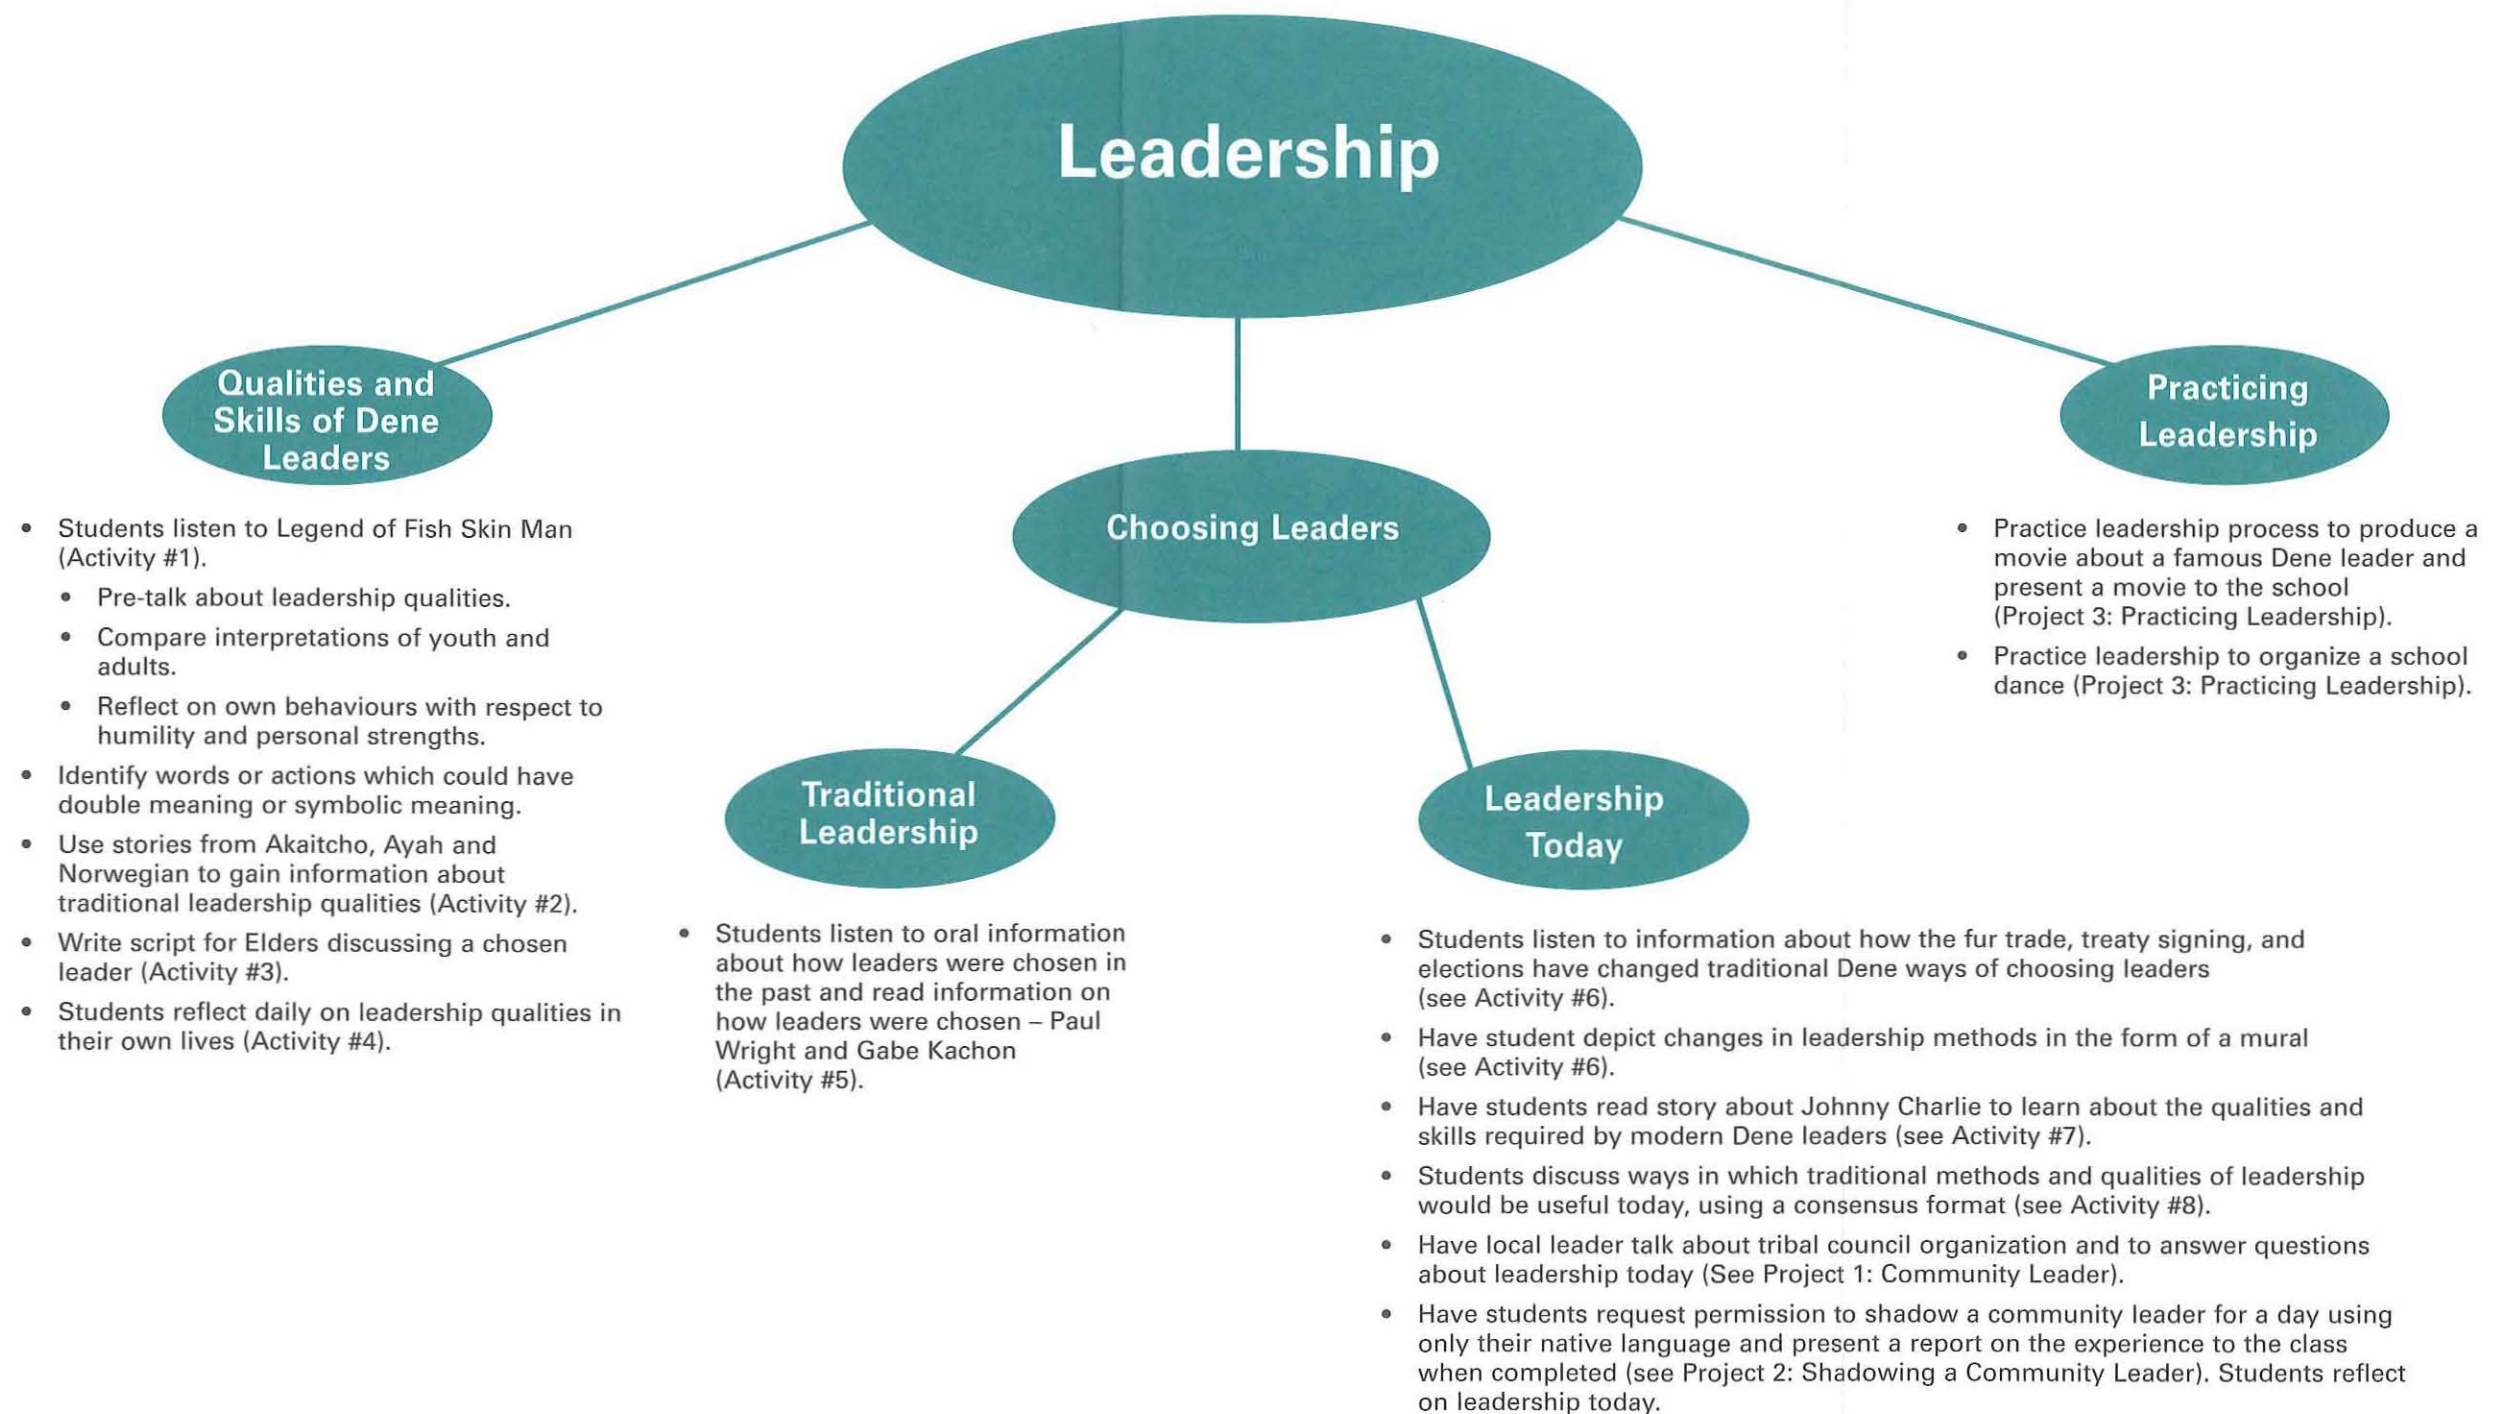 Leadership
Qualities and
Skills of Dene
Leaders
• Students listen to Legend of Fish Skin Man
(Activity #1).
• Pre-talk about leadership qualities.
• Compare interpretations of youth and
adults.
• Reflect on own behaviours with respect to
humility and personal strengths.
• Identify words or actions which could have
double meaning or symbolic meaning.
• Use stories from Akaitcho, Ayah and
Norwegian to gain information about
traditional leadership qualities (Activity #2).
• Write script for Elders discussing a chosen
leader (Activity #3).
• Students reflect daily on leadership qualities in
their own lives (Activity #4).
Choosing Leaders
Traditional
Leadership
• Students listen to oral information
about how leaders were chosen in
the past and read information on
how leaders were chosen – Paul
Wright and Gabe Kachon
(Activity #5).
Leadership
Today
• Students listen to information about how the fur trade, treaty signing, and
elections have changed traditional Dene ways of choosing leaders
(see Activity #6).
• Have student depict changes in leadership methods in the form of a mural
(see Activity #6).
• Have students read story about Johnny Charlie to learn about the qualities and
skills required by modern Dene leaders (see Activity #7).
• Students discuss ways in which traditional methods and qualities of leadership
would be useful today, using a consensus format (see Activity #8).
• Have local leader talk about tribal council organization and to answer questions
about leadership today (See Project 1: Community Leader).
• Have students request permission to shadow a community leader for a day using
only their native language and present a report on the experience to the class
when completed (see Project 2: Shadowing a Community Leader). Students reflect
on leadership today.
Practicing
Leadership
• Practice leadership process to produce a
movie about a famous Dene leader and
present a movie to the school
(Project 3: Practicing Leadership).
• Practice leadership to organize a school
dance (Project 3: Practicing Leadership).